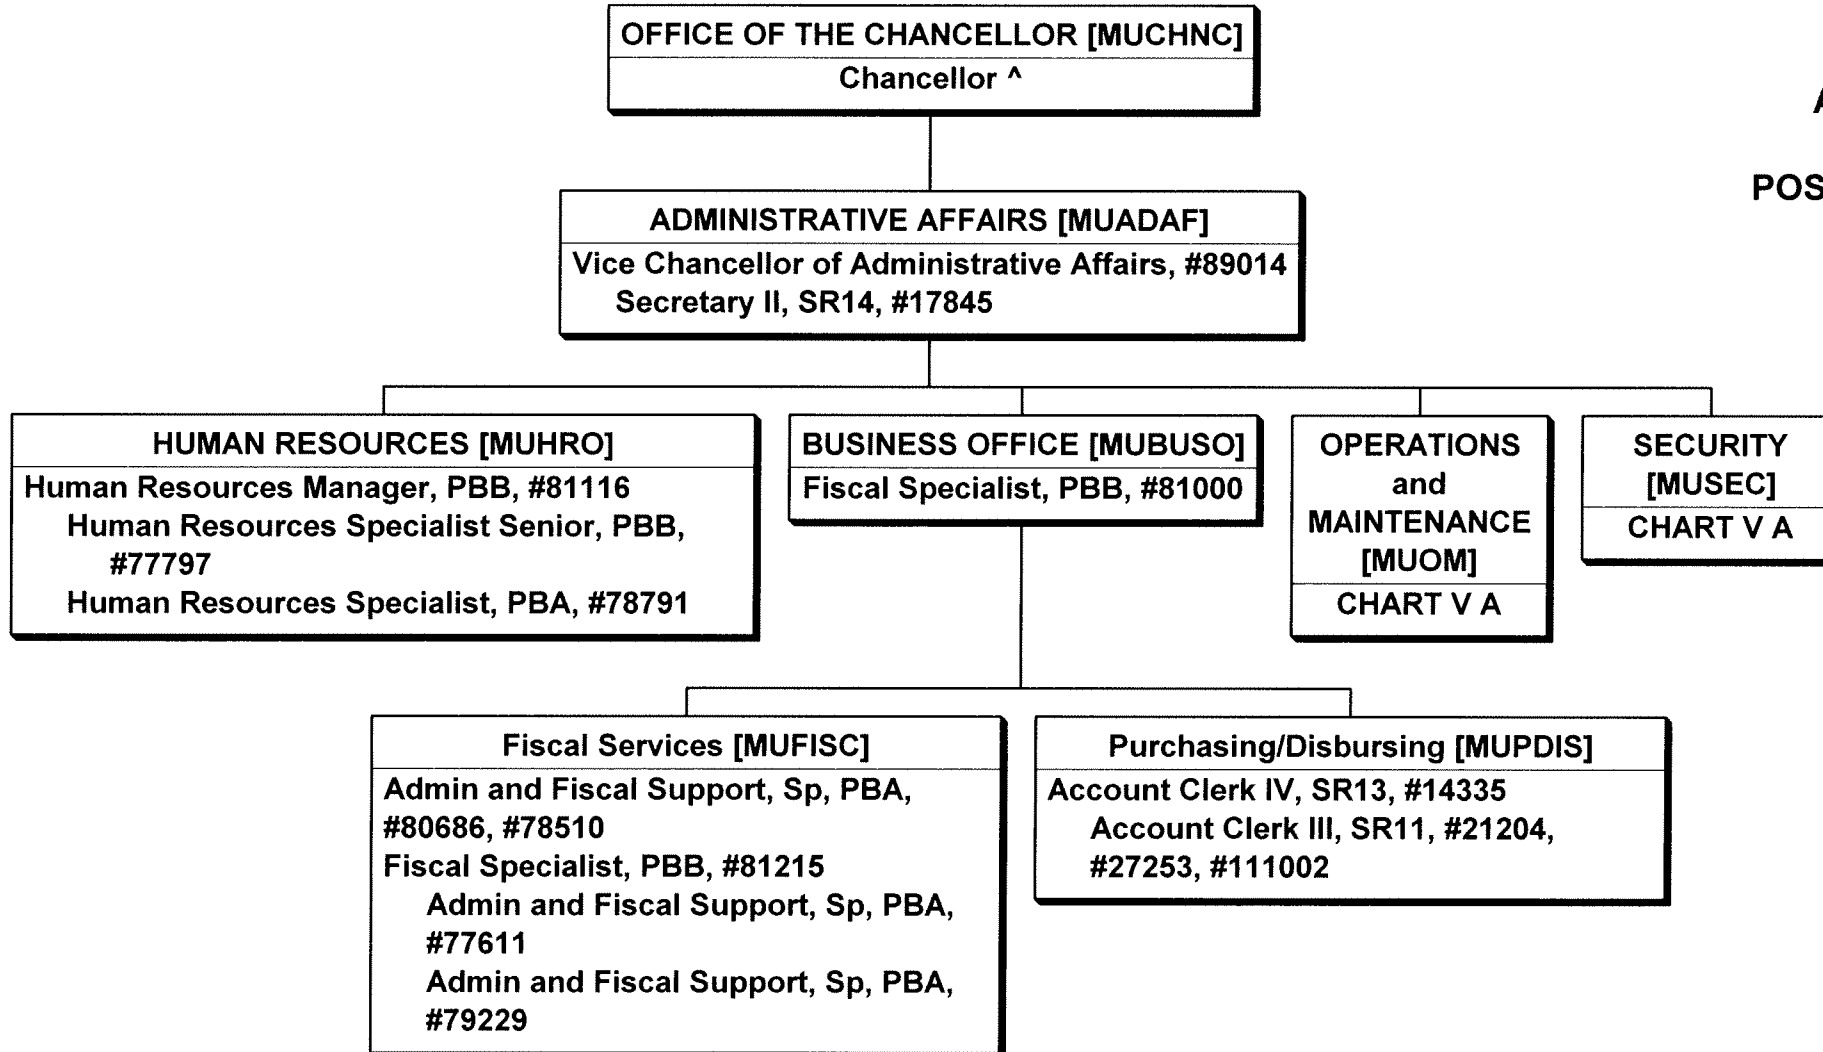 OFFICE OF THE CHANCELLOR [MUCHNC]
Chancellor ^
A
POS
ADMINISTRATIVE AFFAIRS [MUADAF]
Vice Chancellor of Administrative Affairs, #89014
Secretary II, SR14, #17845
HUMAN RESOURCES [MUHRO]
Human Resources Manager, PBB, #81116
Human Resources Specialist Senior, PBB,
#77797
Human Resources Specialist, PBA, #78791
BUSINESS OFFICE [MUBUSO]
Fiscal Specialist, PBB, #81000
OPERATIONS
and
MAINTENANCE
[MUOM]
CHART V A
SECURITY
[MUSEC]
CHART V A
Fiscal Services [MUFISC]
Admin and Fiscal Support, Sp, PBA,
#80686, #78510
Fiscal Specialist, PBB, #81215
Admin and Fiscal Support, Sp, PBA,
#77611
Admin and Fiscal Support, Sp, PBA,
#79229
Purchasing/Disbursing [MUPDIS]
Account Clerk IV, SR13, #14335
Account Clerk III, SR11, #21204,
#27253, #111002